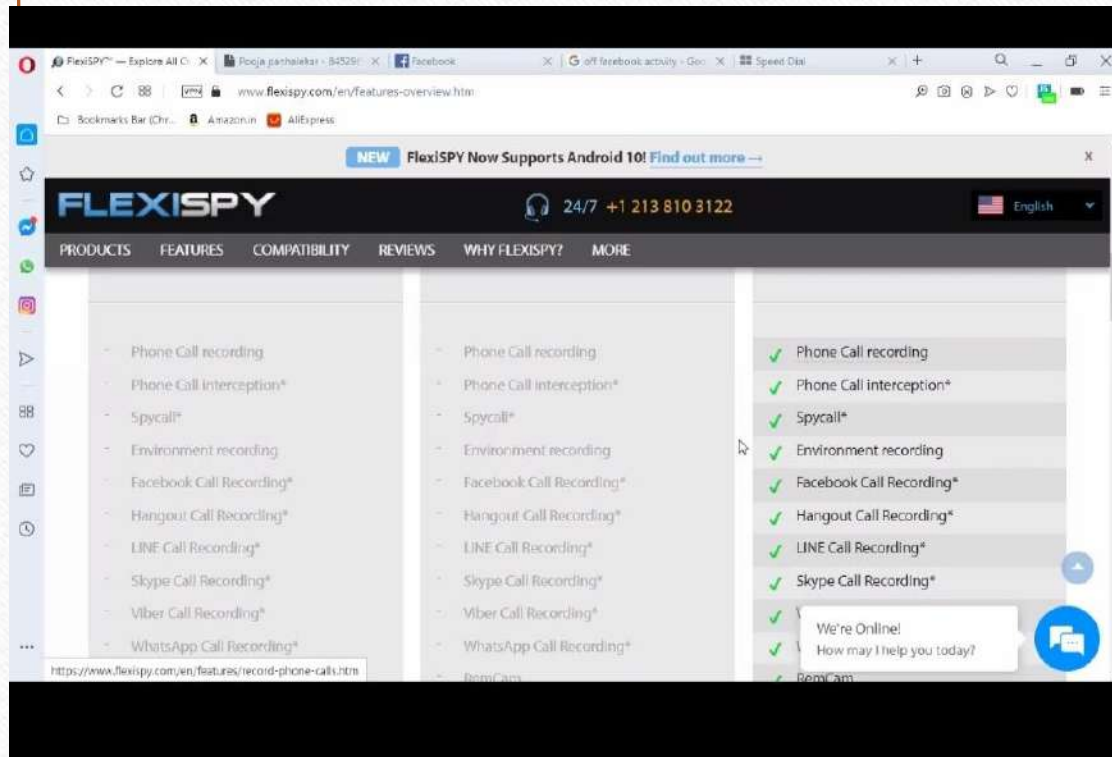 FlexiSPY™ — Explore All
Facebook
off facebook activity - Goo
Speed Dial
VPN
www.flexispy.com/en/features-overview.htm
Bookmarks Bar (Chr...
Amazon.in
AliExpress
NEW FlexiSPY Now Supports Android 10! Find out more →
X
FLEXISPY
24/7 +1 213 810 3122
English
PRODUCTS FEATURES COMPATIBILITY REVIEWS WHY FLEXISPY? MORE
- Phone Call recording - Phone Call recording ✓ Phone Call recording
- Phone Call interception* - Phone Call interception* ✓ Phone Call interception*
- Spycall* - Spycall* ✓ Spycall*
- Environment recording - Environment recording ✓ Environment recording
- Facebook Call Recording* - Facebook Call Recording* ✓ Facebook Call Recording*
- Hangout Call Recording* - Hangout Call Recording* ✓ Hangout Call Recording*
- LINE Call Recording* - LINE Call Recording* ✓ LINE Call Recording*
- Skype Call Recording* - Skype Call Recording* ✓ Skype Call Recording*
- Viber Call Recording* - Viber Call Recording* ✓
- WhatsApp Call Recording* - WhatsApp Call Recording* ✓
- RemCam ✓ RemCam
We're Online!
How may I help you today?
https://www.flexispy.com/en/features/record-phone-calls.htm